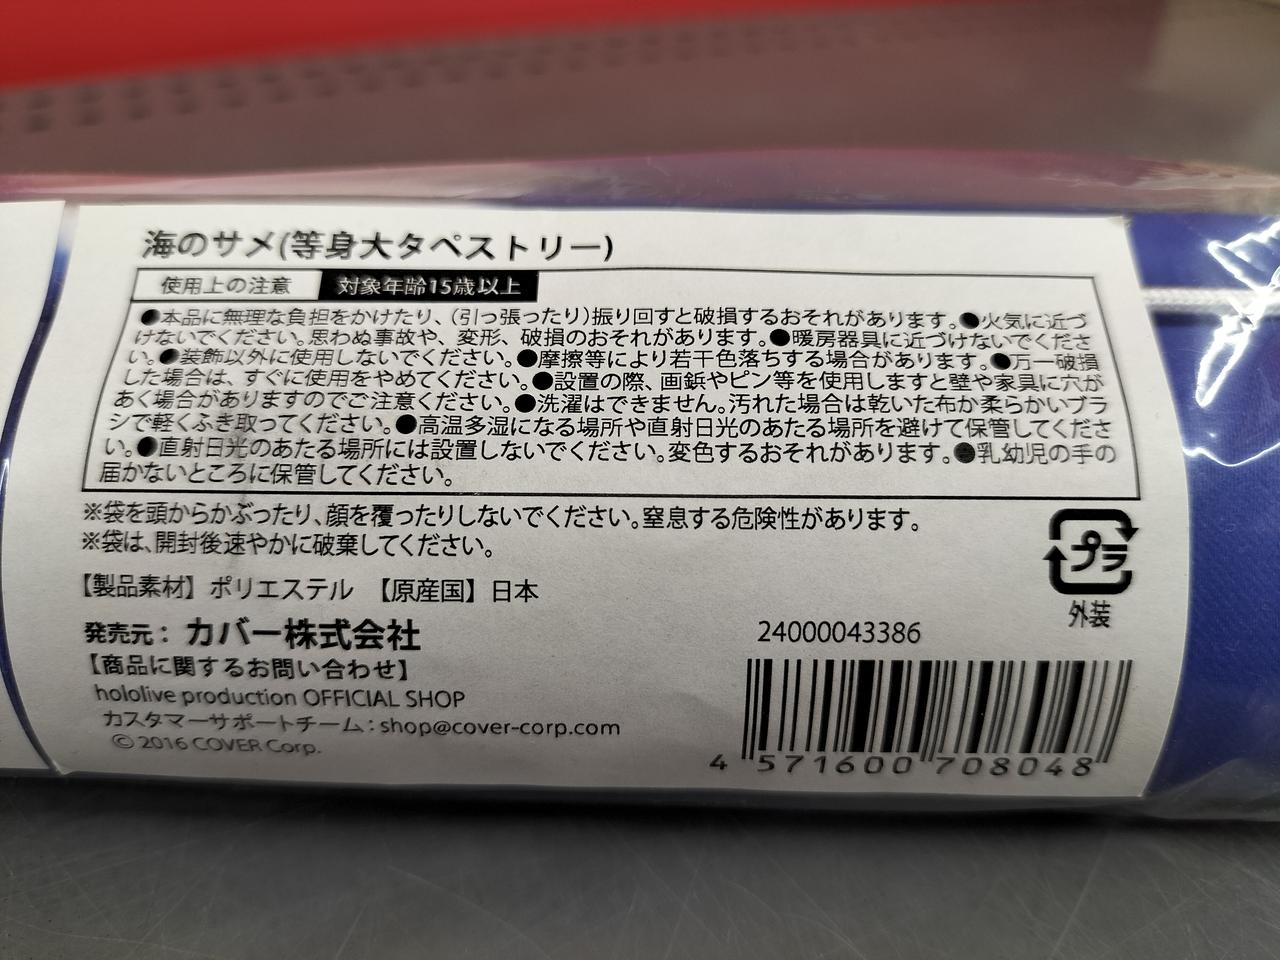 海のサメ(等身大タペストリー)
使用上の注意 対象年齢15歳以上
●本品に無理な負担をかけたり、(引っ張ったり)振り回すと破損するおそれがあります。●火気に近づ
けないでください。思わぬ事故や、変形、破損のおそれがあります。●暖房器具に近づけないでくださ
い。●装飾以外に使用しないでください。●摩擦等により若干色落ちする場合があります。●万一破損
した場合は、すぐに使用をやめてください。●設置の際、画鋲やピン等を使用しますと壁や家具に穴が
あく場合がありますのでご注意ください。●洗濯はできません。汚れた場合は乾いた布か柔らかいブラ
シで軽くふき取ってください。●高温多湿になる場所や直射日光のあたる場所を避けて保管してくださ
い。●直射日光のあたる場所には設置しないでください。変色するおそれがあります。●乳幼児の手の
届かないところに保管してください。
※袋を頭からかぶったり、顔を覆ったりしないでください。窒息する危険性があります。
※袋は、開封後速やかに破棄してください。
【製品素材】ポリエステル 【原産国】日本
プラ
外装
発売元：カバー株式会社
【商品に関するお問い合わせ】
hololive production OFFICIAL SHOP
カスタマーサポートチーム：shop@cover-corp.com
© 2016 COVER Corp.
24000043386
4 571600 708048